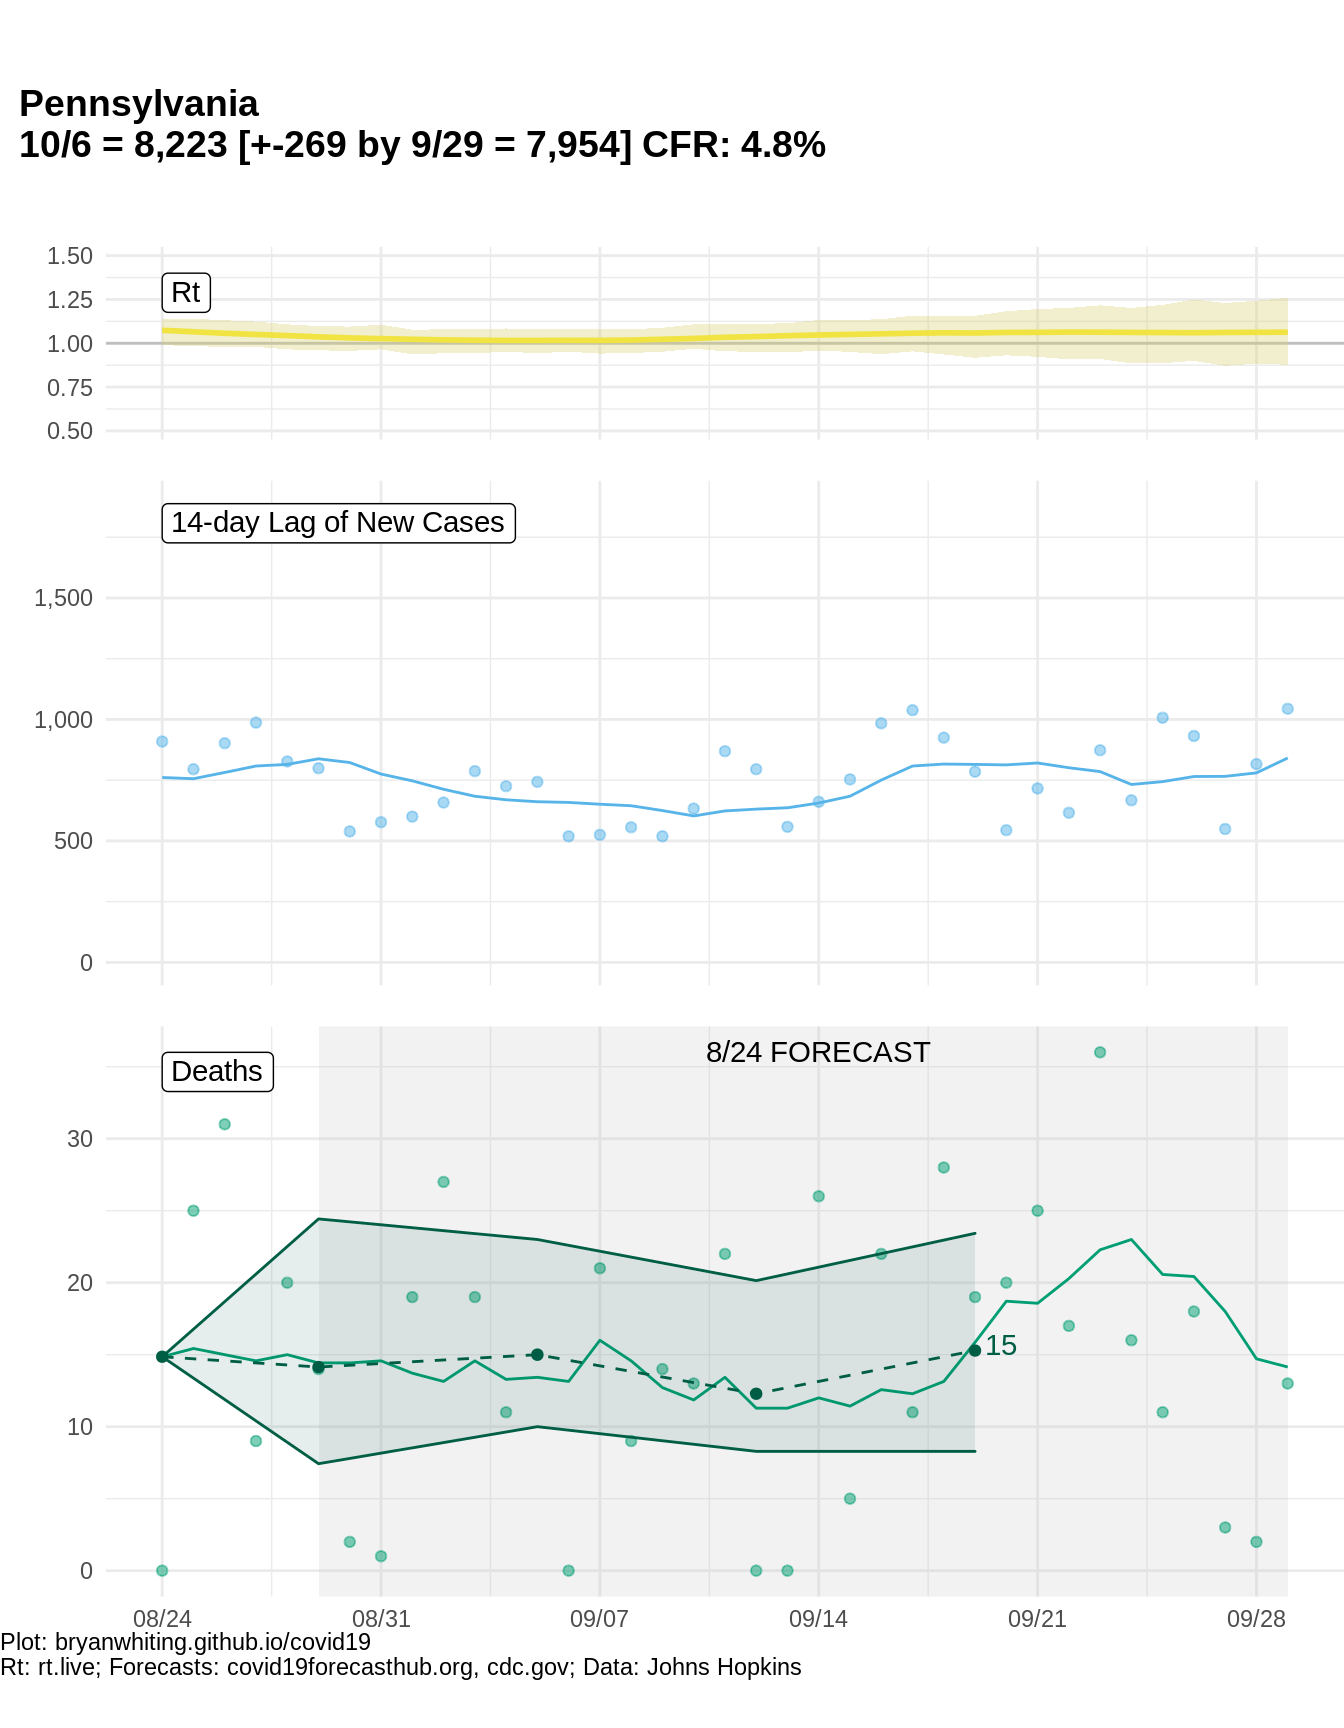 Pennsylvania
10/6 = 8,223 [+-269 by 9/29 = 7,954] CFR: 4.8%
1.50
1.25
1.00
0.75
0.50
Rt
14-day Lag of New Cases
1,500
1,000
500
0
Deaths
8/24 FORECAST
30
20
10
0
15
08/24 08/31 09/07 09/14 09/21 09/28
Plot: bryanwhiting.github.io/covid19
Rt: rt.live; Forecasts: covid19forecasthub.org, cdc.gov; Data: Johns Hopkins